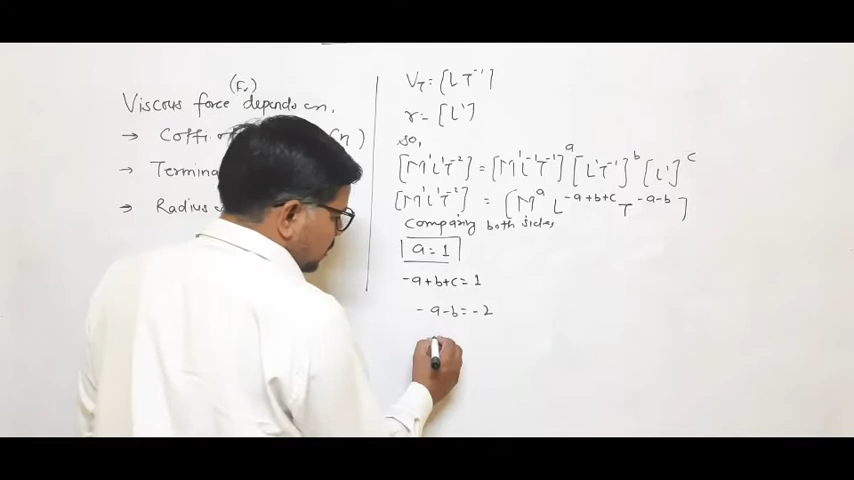 (Fv)
Viscous force depends on,
→ Coffi. (η)
→ Termina
→ Radius
V_T = [L T⁻¹]
r = [L¹]
so,
[M¹L¹T⁻²] = [M¹L⁻¹T⁻¹]ᵃ [L¹T⁻¹]ᵇ [L¹]ᶜ
[M¹L¹T⁻²] = [Mᵃ L⁻ᵃ⁺ᵇ⁺ᶜ T⁻ᵃ⁻ᵇ]
Comparing both sides,
a = 1
-a+b+c = 1
-a-b = -2